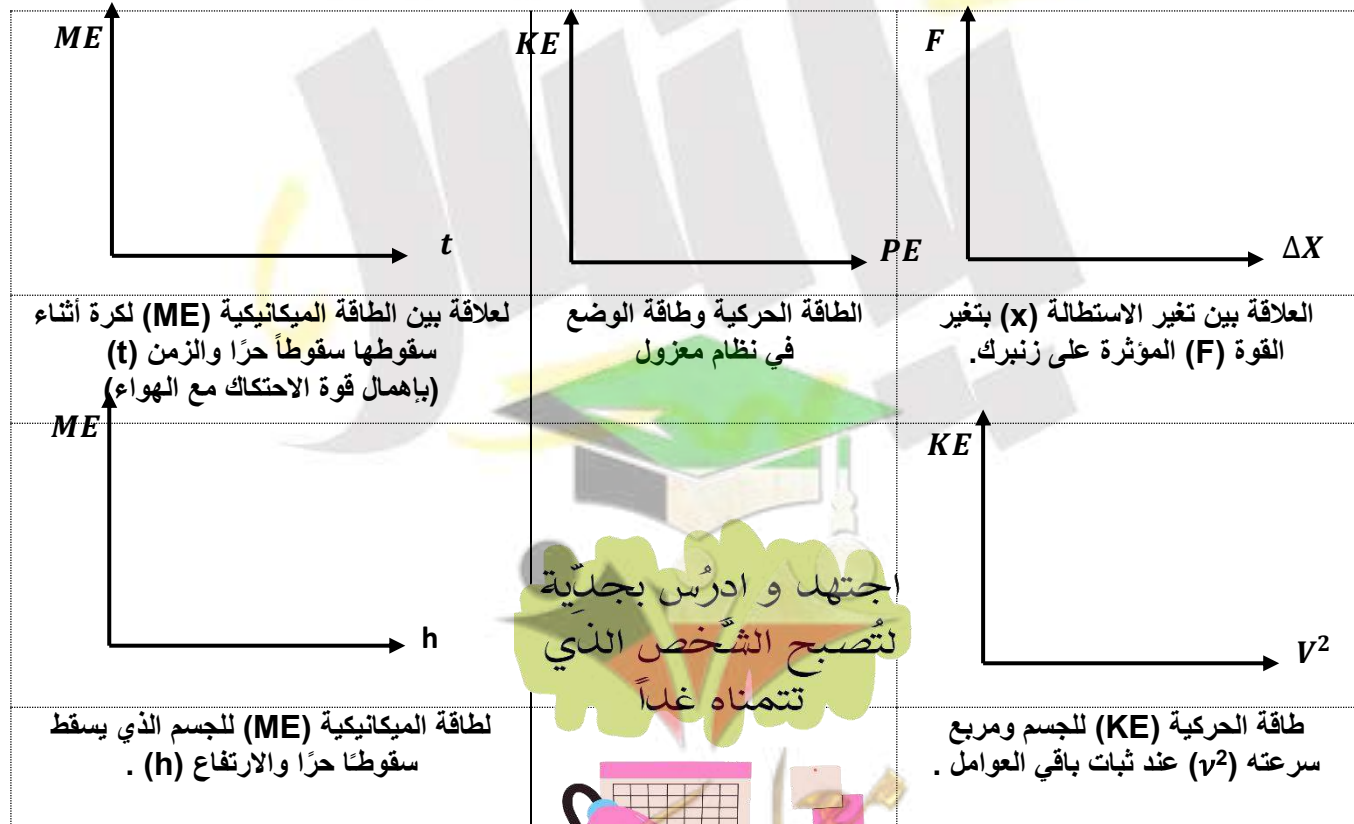 F
ΔX
العلاقة بين تغير الاستطالة (x) بتغير
القوة (F) المؤثرة على زنبرك.
KE
PE
الطاقة الحركية وطاقة الوضع
في نظام معزول
ME
t
لعلاقة بين الطاقة الميكانيكية (ME) لكرة أثناء
سقوطها سقوطاً حرًا والزمن (t)
(بإهمال قوة الاحتكاك مع الهواء)
KE
V²
طاقة الحركية (KE) للجسم ومربع
سرعته (v²) عند ثبات باقي العوامل .
اجتهد و ادرُس بجدِّية
لتُصبح الشَّخص الذي
تتمناه غداً
ME
h
لطاقة الميكانيكية (ME) للجسم الذي يسقط
سقوطًا حرًا والارتفاع (h) .